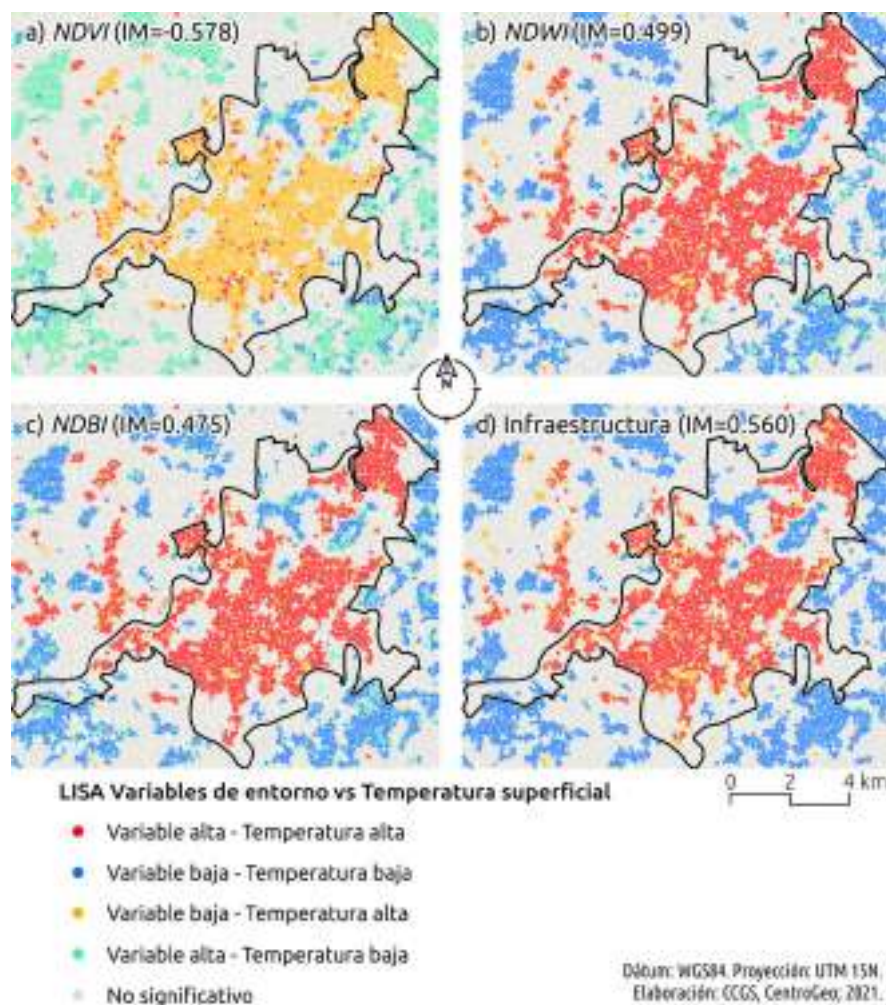 a) NDVI (IM=-0.578)
b) NDWI (IM=0.499)
N
c) NDBI (IM=0.475)
d) Infraestructura (IM=0.560)
LISA Variables de entorno vs Temperatura superficial
0 2 4 km
Variable alta - Temperatura alta
Variable baja - Temperatura baja
Variable baja - Temperatura alta
Variable alta - Temperatura baja
No significativo
Dátum: WGS84. Proyección: UTM 15N.
Elaboración: CCGS, CentroGeo, 2021.